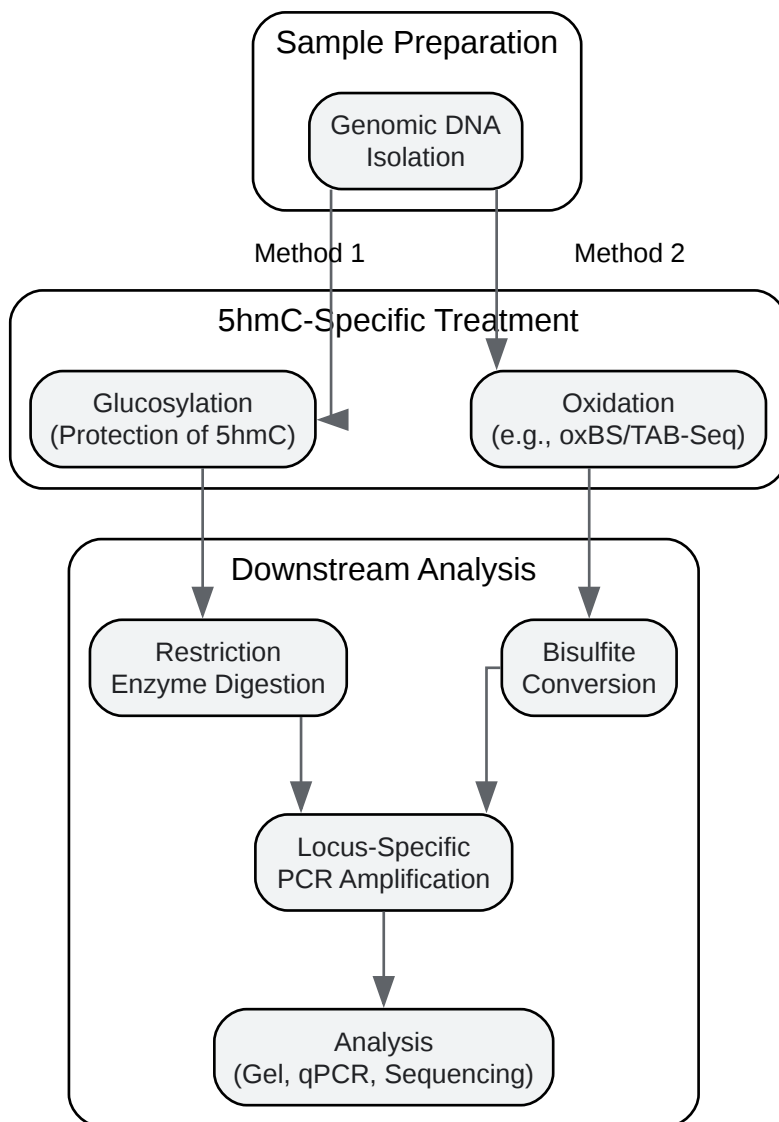 Sample Preparation
Genomic DNA
Isolation
Method 1
Method 2
5hmC-Specific Treatment
Glucosylation
(Protection of 5hmC)
Oxidation
(e.g., oxBS/TAB-Seq)
Downstream Analysis
Restriction
Enzyme Digestion
Bisulfite
Conversion
Locus-Specific
PCR Amplification
Analysis
(Gel, qPCR, Sequencing)